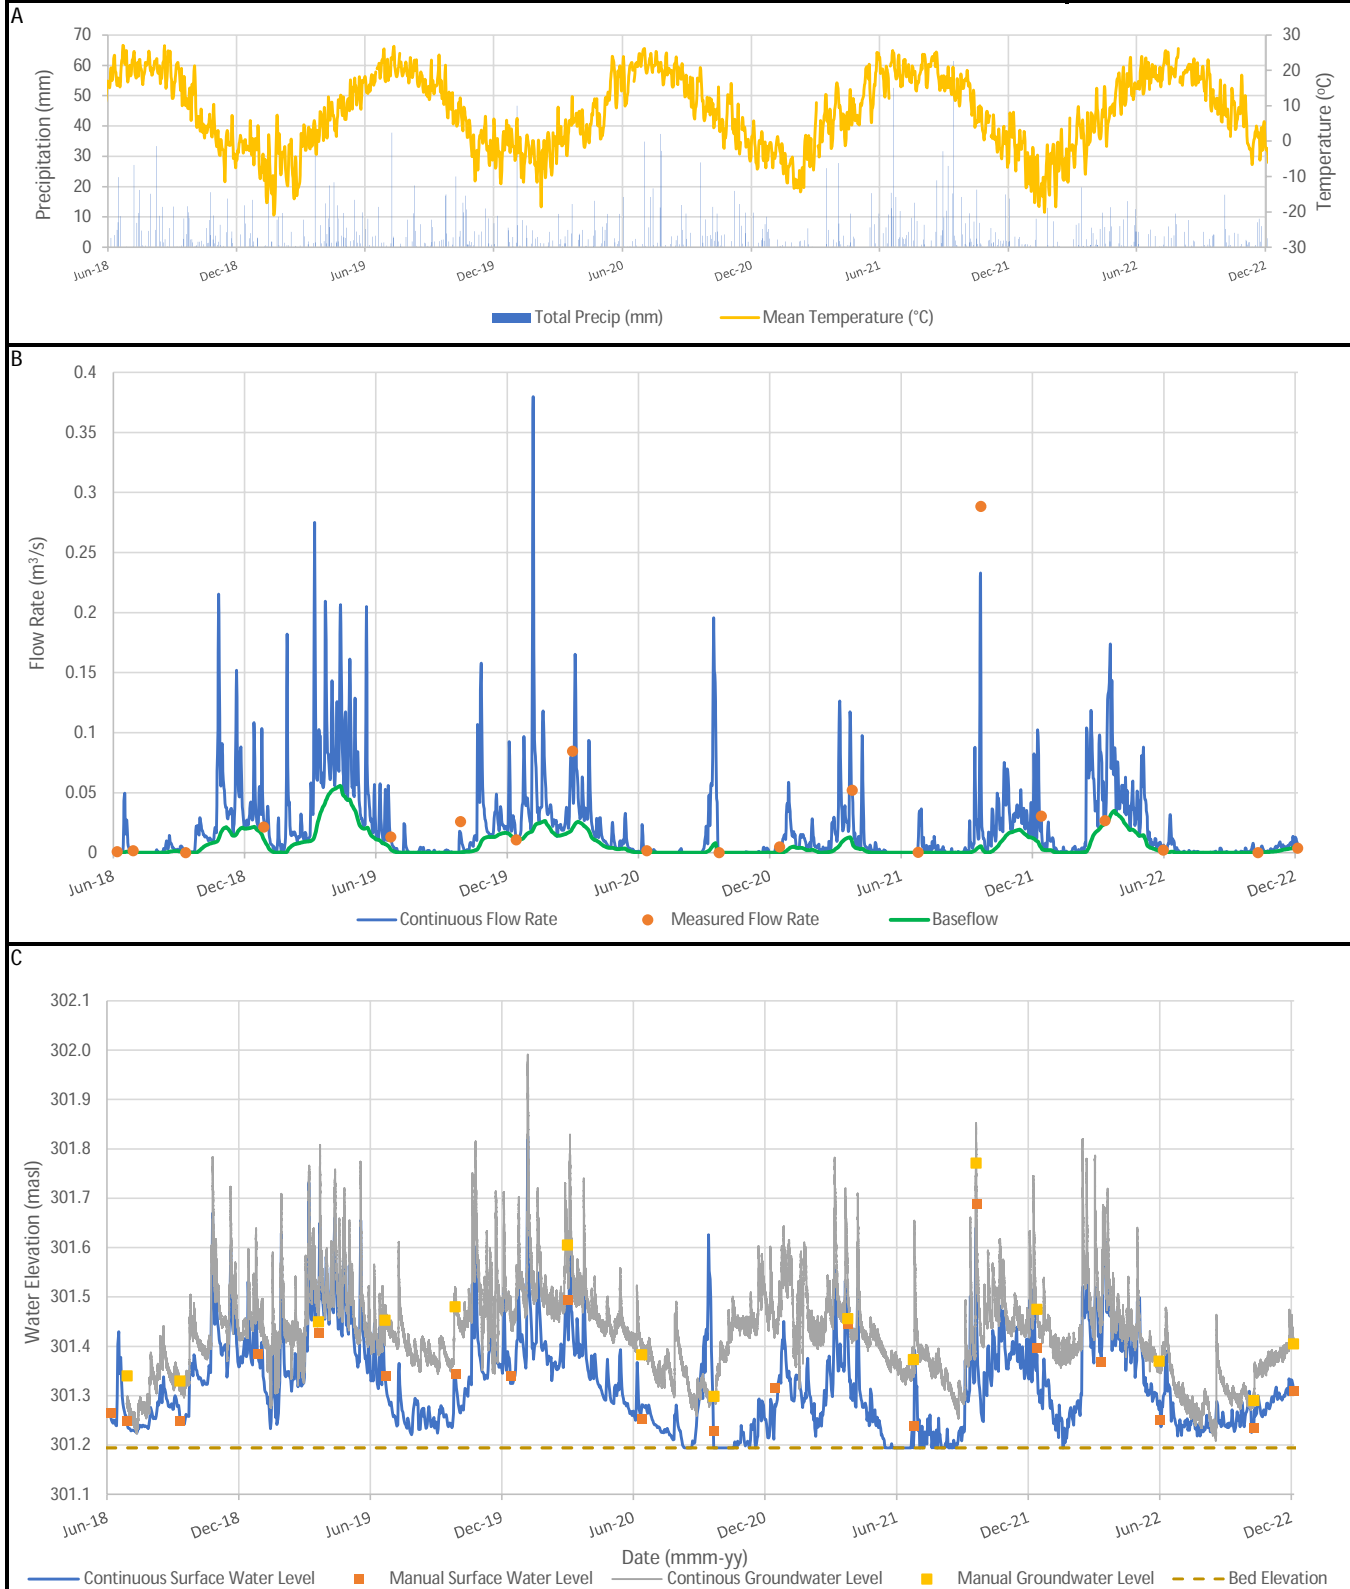 A
70
60
50
40
30
20
10
0
Precipitation (mm)
30
20
10
0
-10
-20
-30
Temperature (°C)
Jun-18 Dec-18 Jun-19 Dec-19 Jun-20 Dec-20 Jun-21 Dec-21 Jun-22 Dec-22
Total Precip (mm) Mean Temperature (°C)
B
0.4
0.35
0.3
0.25
0.2
0.15
0.1
0.05
0
Flow Rate (m³/s)
Jun-18 Dec-18 Jun-19 Dec-19 Jun-20 Dec-20 Jun-21 Dec-21 Jun-22 Dec-22
Continuous Flow Rate Measured Flow Rate Baseflow
C
302.1
302.0
301.9
301.8
301.7
301.6
301.5
301.4
301.3
301.2
301.1
Water Elevation (masl)
Jun-18 Dec-18 Jun-19 Dec-19 Jun-20 Dec-20 Jun-21 Dec-21 Jun-22 Dec-22
Date (mmm-yy)
Continuous Surface Water Level Manual Surface Water Level Continous Groundwater Level Manual Groundwater Level Bed Elevation